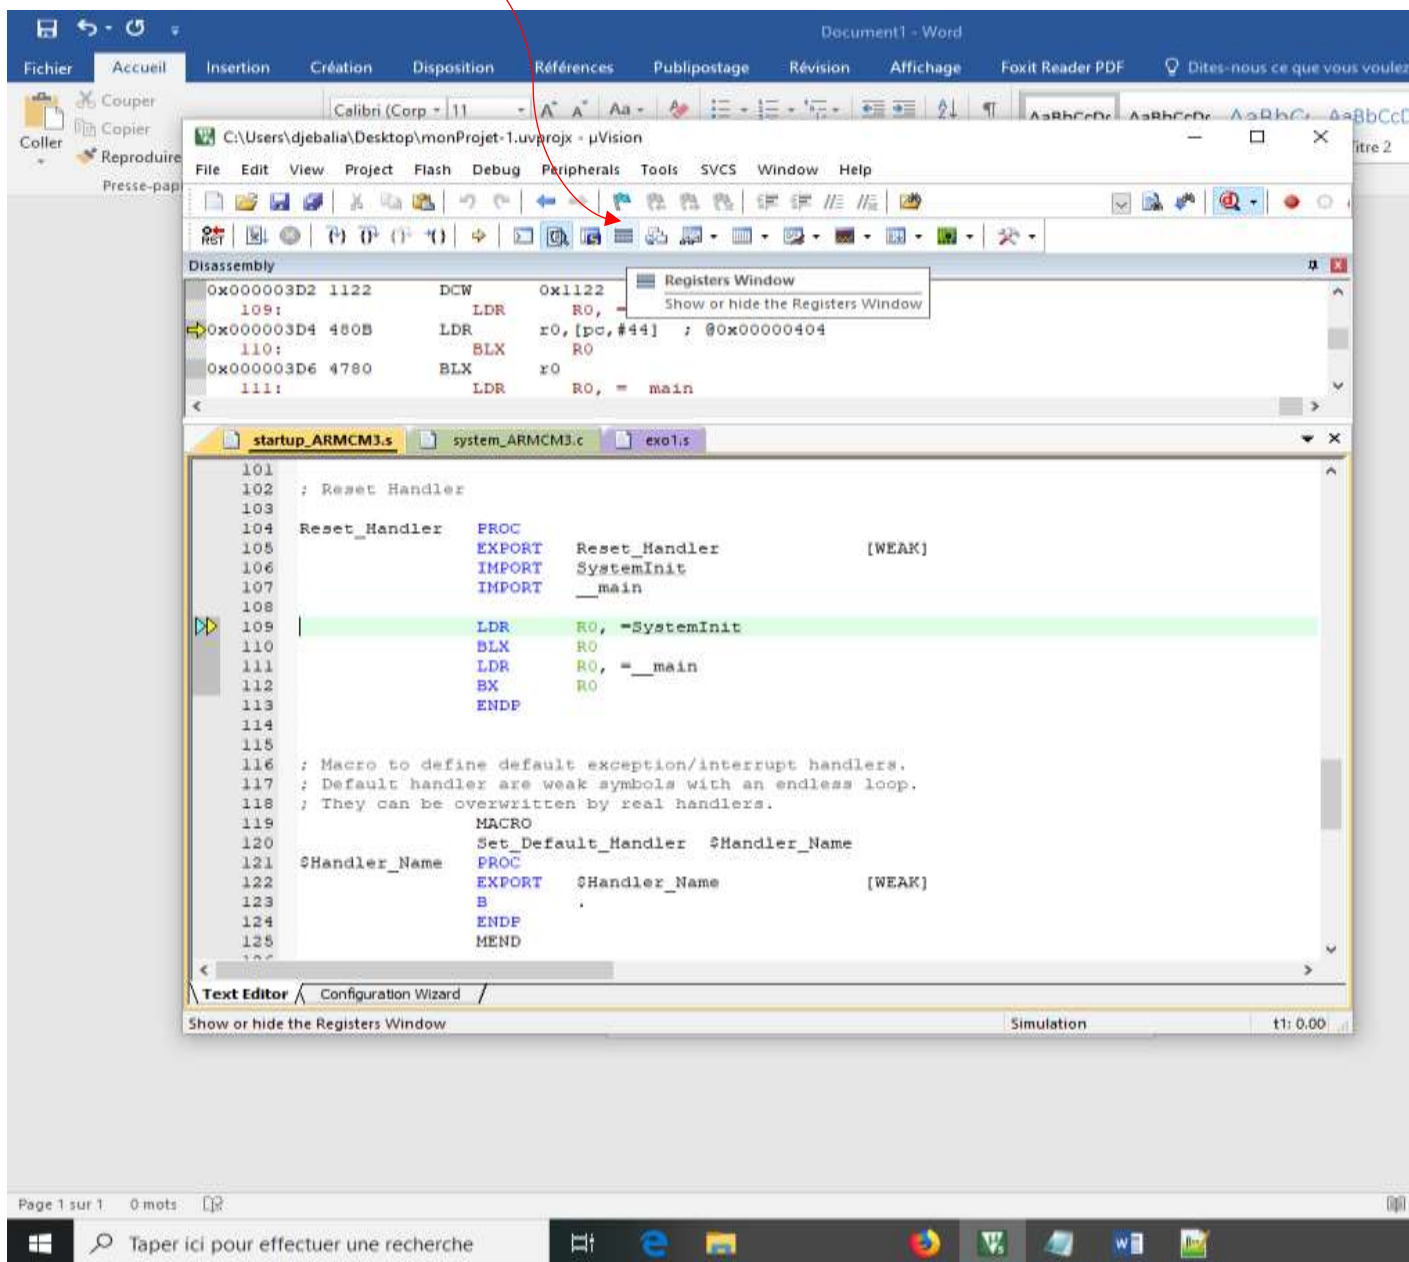 Document1 - Word
Fichier Accueil Insertion Création Disposition Références Publipostage Révision Affichage Foxit Reader PDF Dites-nous ce que vous voulez
Couper
Calibri (Corp 11 Aa
Copier
Coller
Reproduire
Presse-pap
AaBbCcDc AaBbCcDc AaBbCc AaBbCcD
itre 2
C:\Users\djebalia\Desktop\monProjet-1.uvprojx - µVision
File Edit View Project Flash Debug Peripherals Tools SVCS Window Help
RST
Disassembly
Registers Window
Show or hide the Registers Window
0x000003D2 1122 DCW 0x1122
109: LDR R0, =
0x000003D4 480B LDR r0,[pc,#44] ; @0x00000404
110: BLX R0
0x000003D6 4780 BLX r0
111: LDR R0, = main
startup_ARMCM3.s system_ARMCM3.c exo1.s
101
102 ; Reset Handler
103
104 Reset_Handler PROC
105 EXPORT Reset_Handler [WEAK]
106 IMPORT SystemInit
107 IMPORT __main
108
109 LDR R0, =SystemInit
110 BLX R0
111 LDR R0, =__main
112 BX R0
113 ENDP
114
115
116 ; Macro to define default exception/interrupt handlers.
117 ; Default handler are weak symbols with an endless loop.
118 ; They can be overwritten by real handlers.
119 MACRO
120 Set_Default_Handler $Handler_Name
121 $Handler_Name PROC
122 EXPORT $Handler_Name [WEAK]
123 B .
124 ENDP
125 MEND
Text Editor Configuration Wizard
Show or hide the Registers Window Simulation t1: 0.00
Page 1 sur 1 0 mots
Taper ici pour effectuer une recherche